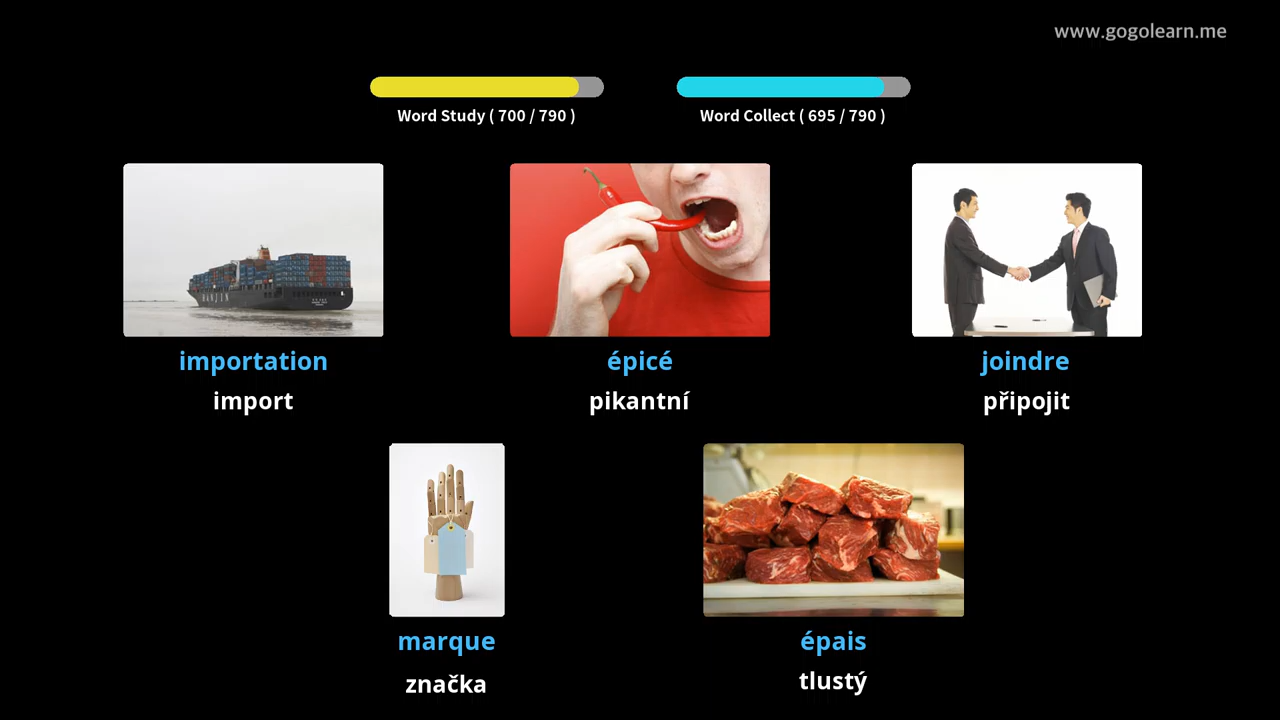 www.gogolearn.me
Word Study ( 700 / 790 )
Word Collect ( 695 / 790 )
importation
import
épicé
pikantní
joindre
připojit
marque
značka
épais
tlustý